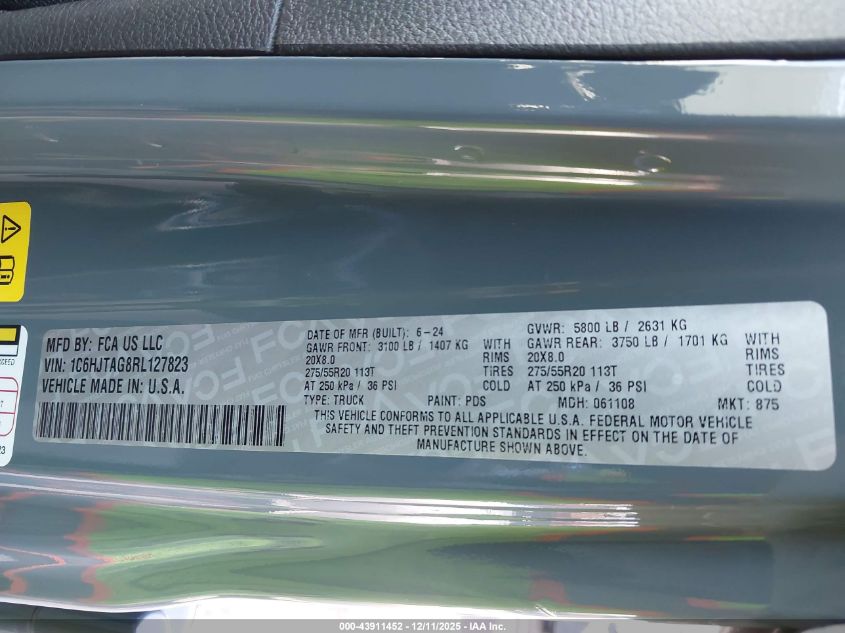 MFD BY: FCA US LLC
VIN: 1C6HJTAG8RL127823
VEHICLE MADE IN: U.S.A.
DATE OF MFR (BUILT): 6-24
GVWR: 5800 LB / 2631 KG
GAWR FRONT: 3100 LB / 1407 KG WITH
GAWR REAR: 3750 LB / 1701 KG WITH
20X8.0 RIMS
20X8.0 RIMS
275/55R20 113T TIRES
275/55R20 113T TIRES
AT 250 kPa / 36 PSI COLD
AT 250 kPa / 36 PSI COLD
TYPE: TRUCK PAINT: PDS MDH: 061108 MKT: 875
THIS VEHICLE CONFORMS TO ALL APPLICABLE U.S.A. FEDERAL MOTOR VEHICLE
SAFETY AND THEFT PREVENTION STANDARDS IN EFFECT ON THE DATE OF
MANUFACTURE SHOWN ABOVE.
000-43911452 - 12/11/2025 - IAA Inc.